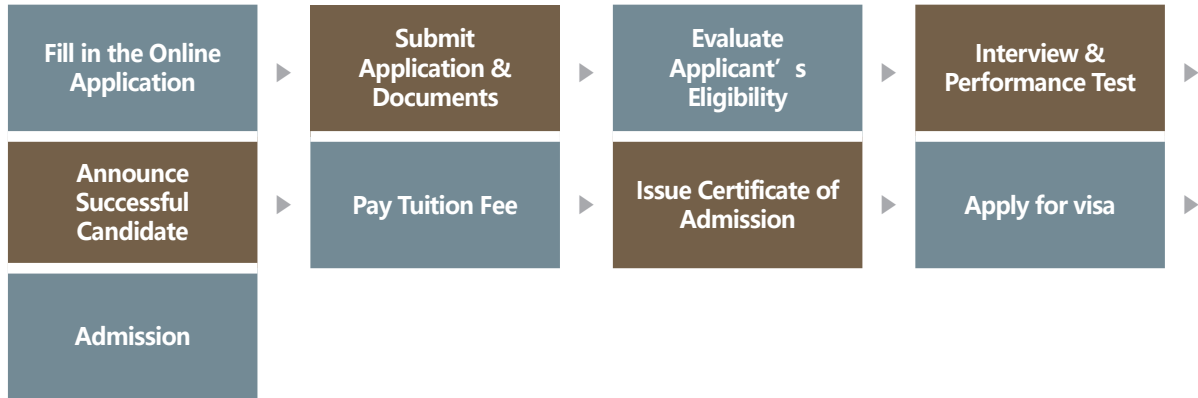 Fill in the Online
Application
Submit
Application &
Documents
Evaluate
Applicant’s
Eligibility
Interview &
Performance Test
Announce
Successful
Candidate
Pay Tuition Fee
Issue Certificate of
Admission
Apply for visa
Admission